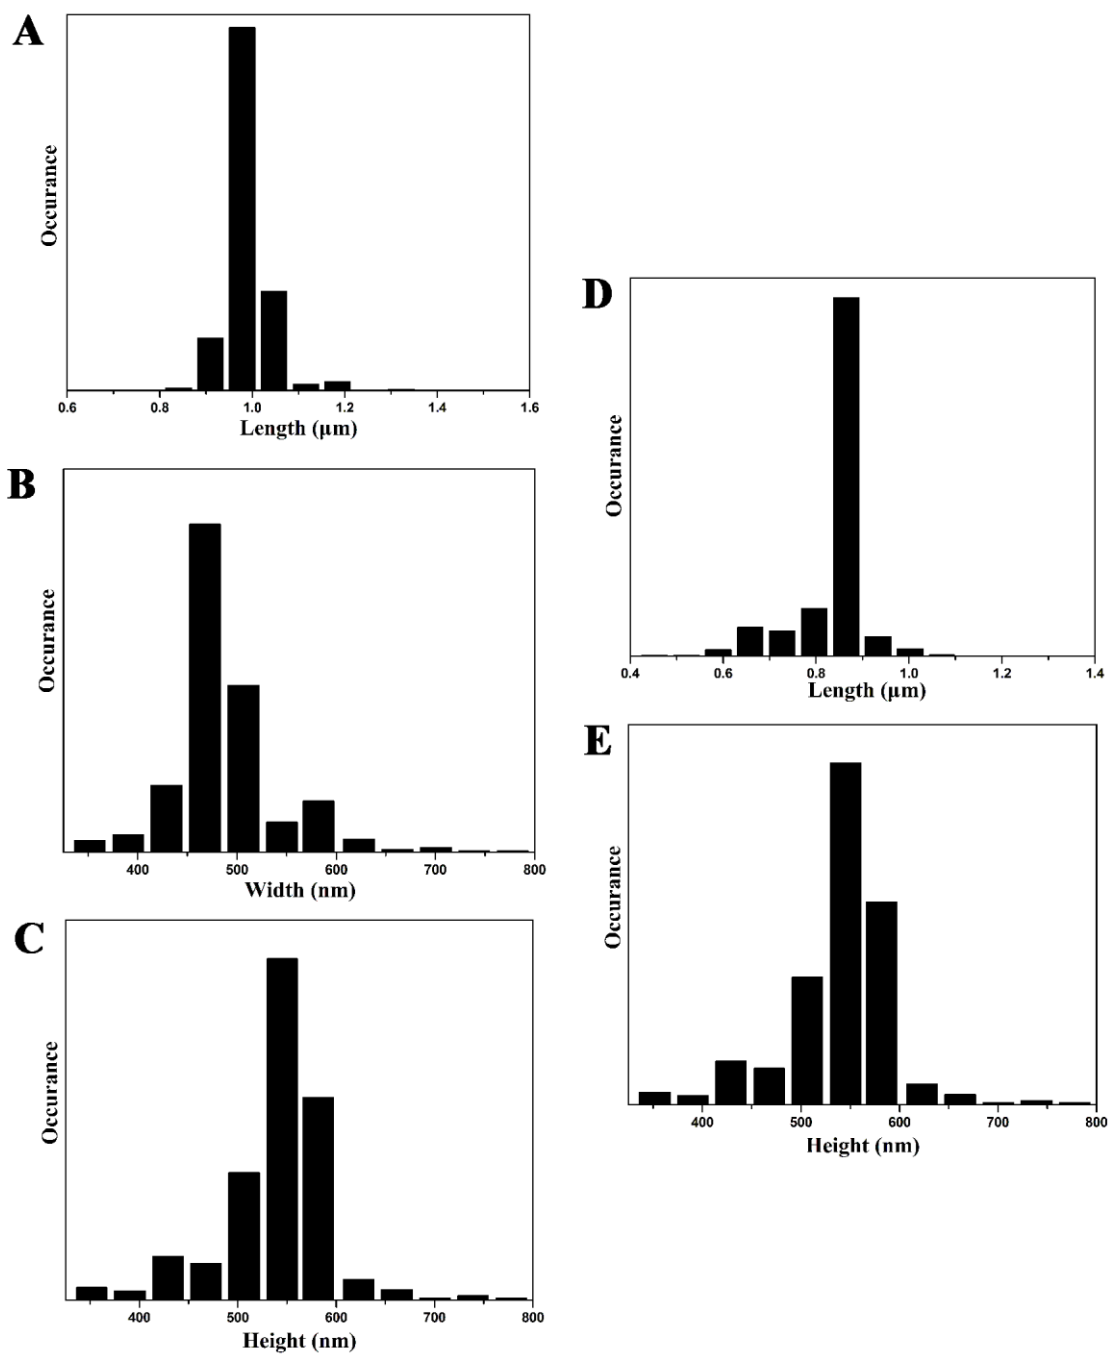 A
Occurance
0.6 0.8 1.0 1.2 1.4 1.6
Length (µm)
B
Occurance
400 500 600 700 800
Width (nm)
C
Occurance
400 500 600 700 800
Height (nm)
D
Occurance
0.4 0.6 0.8 1.0 1.2 1.4
Length (µm)
E
Occurance
400 500 600 700 800
Height (nm)